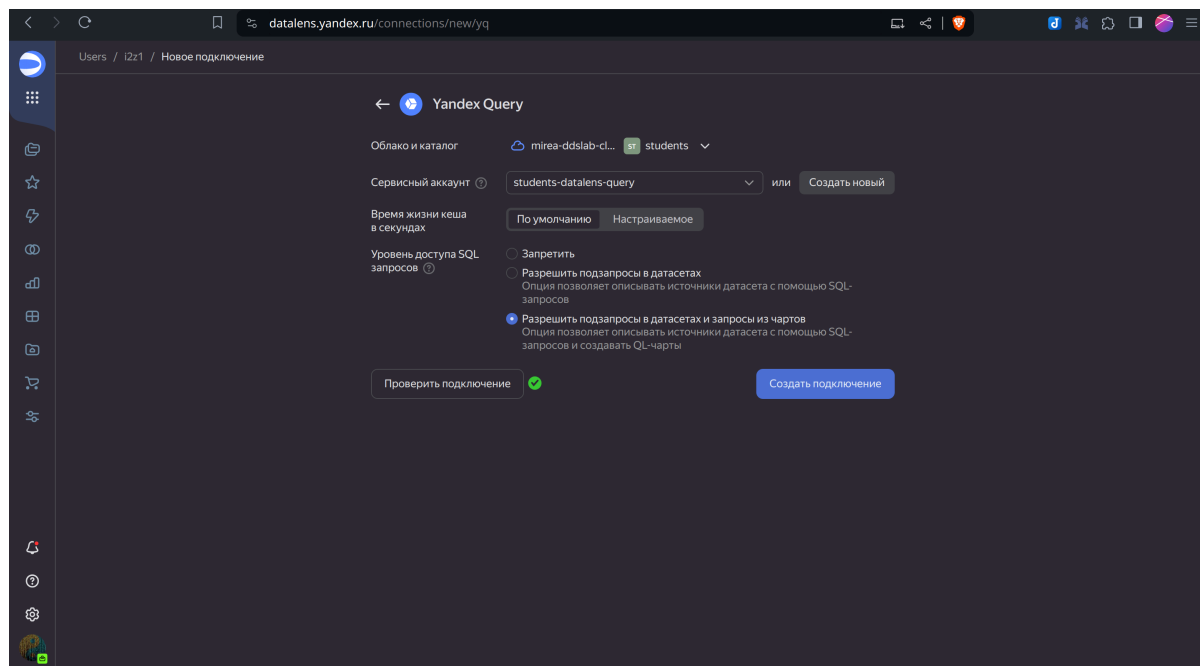 datalens.yandex.ru/connections/new/yq
Users / i2z1 / Новое подключение
Yandex Query
Облако и каталог
mirea-ddslab-cl... ST students
Сервисный аккаунт
students-datalens-query
или
Создать новый
Время жизни кеша
в секундах
По умолчанию
Настраиваемое
Уровень доступа SQL
запросов
Запретить
Разрешить подзапросы в датасетах
Опция позволяет описывать источники датасета с помощью SQL-
запросов
Разрешить подзапросы в датасетах и запросы из чартов
Опция позволяет описывать источники датасета с помощью SQL-
запросов и создавать QL-чарты
Проверить подключение
Создать подключение